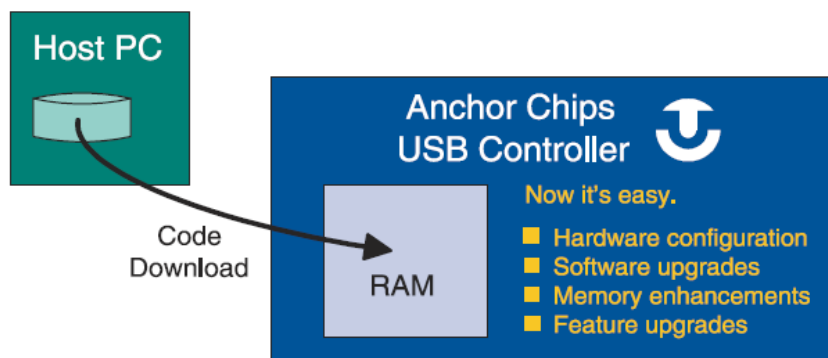 Host PC
Code
Download
Anchor Chips
USB Controller
RAM
Now it's easy.
Hardware configuration
Software upgrades
Memory enhancements
Feature upgrades